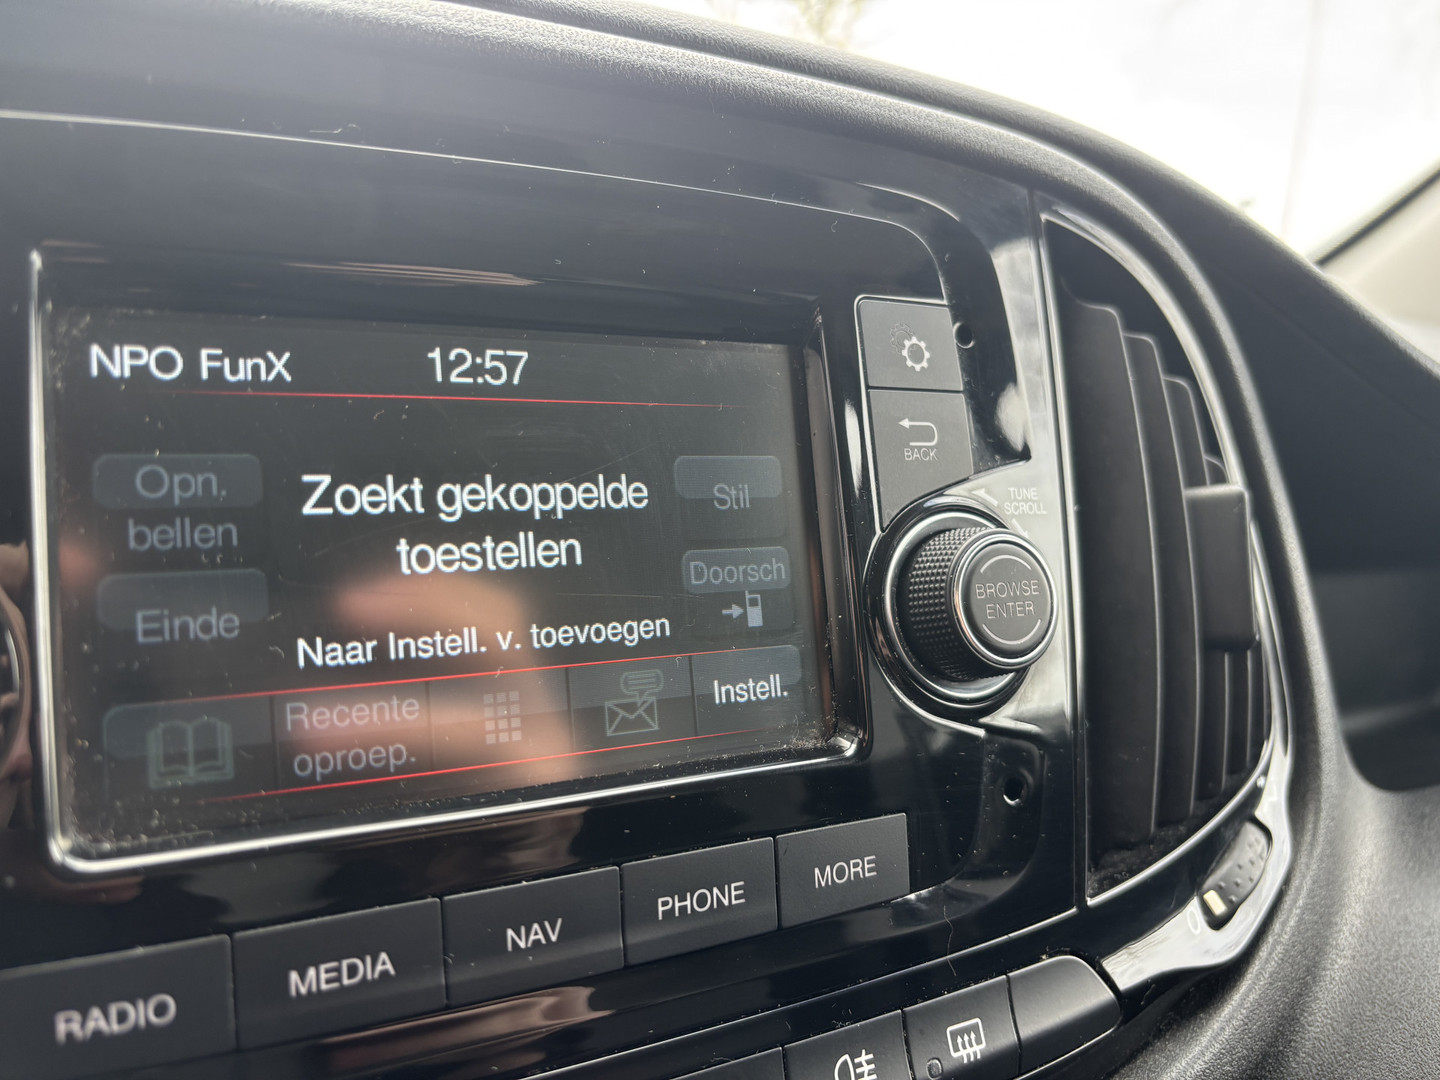 NPO FunX 12:57
Opn.
bellen
Zoekt gekoppelde
toestellen
Stil
Doorsch
Einde
Naar Instell. v. toevoegen
Recente
oproep.
Instell.
BACK
TUNE
SCROLL
BROWSE
ENTER
RADIO
MEDIA
NAV
PHONE
MORE
0